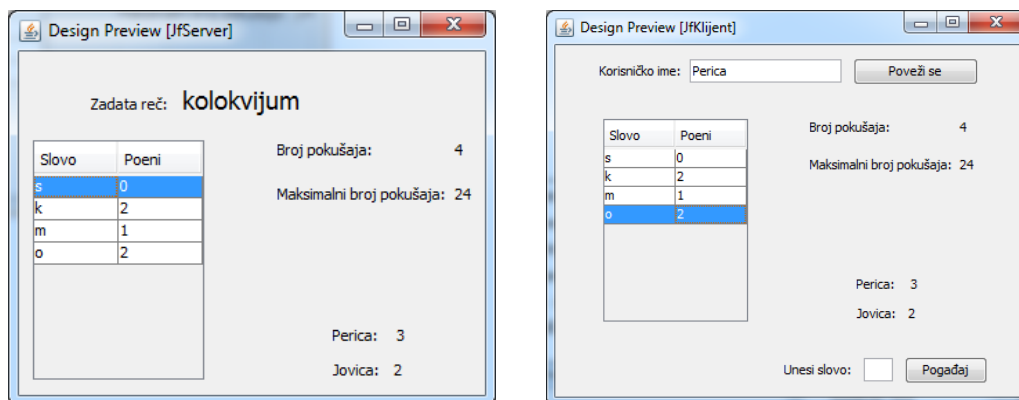 Design Preview [JfServer]
Zadata reč: kolokvijum
Slovo Poeni
s 0
k 2
m 1
o 2
Broj pokušaja: 4
Maksimalni broj pokušaja: 24
Perica: 3
Jovica: 2
Design Preview [JfKlijent]
Korisničko ime: Perica Poveži se
Slovo Poeni
s 0
k 2
m 1
o 2
Broj pokušaja: 4
Maksimalni broj pokušaja: 24
Perica: 3
Jovica: 2
Unesi slovo: Pogađaj